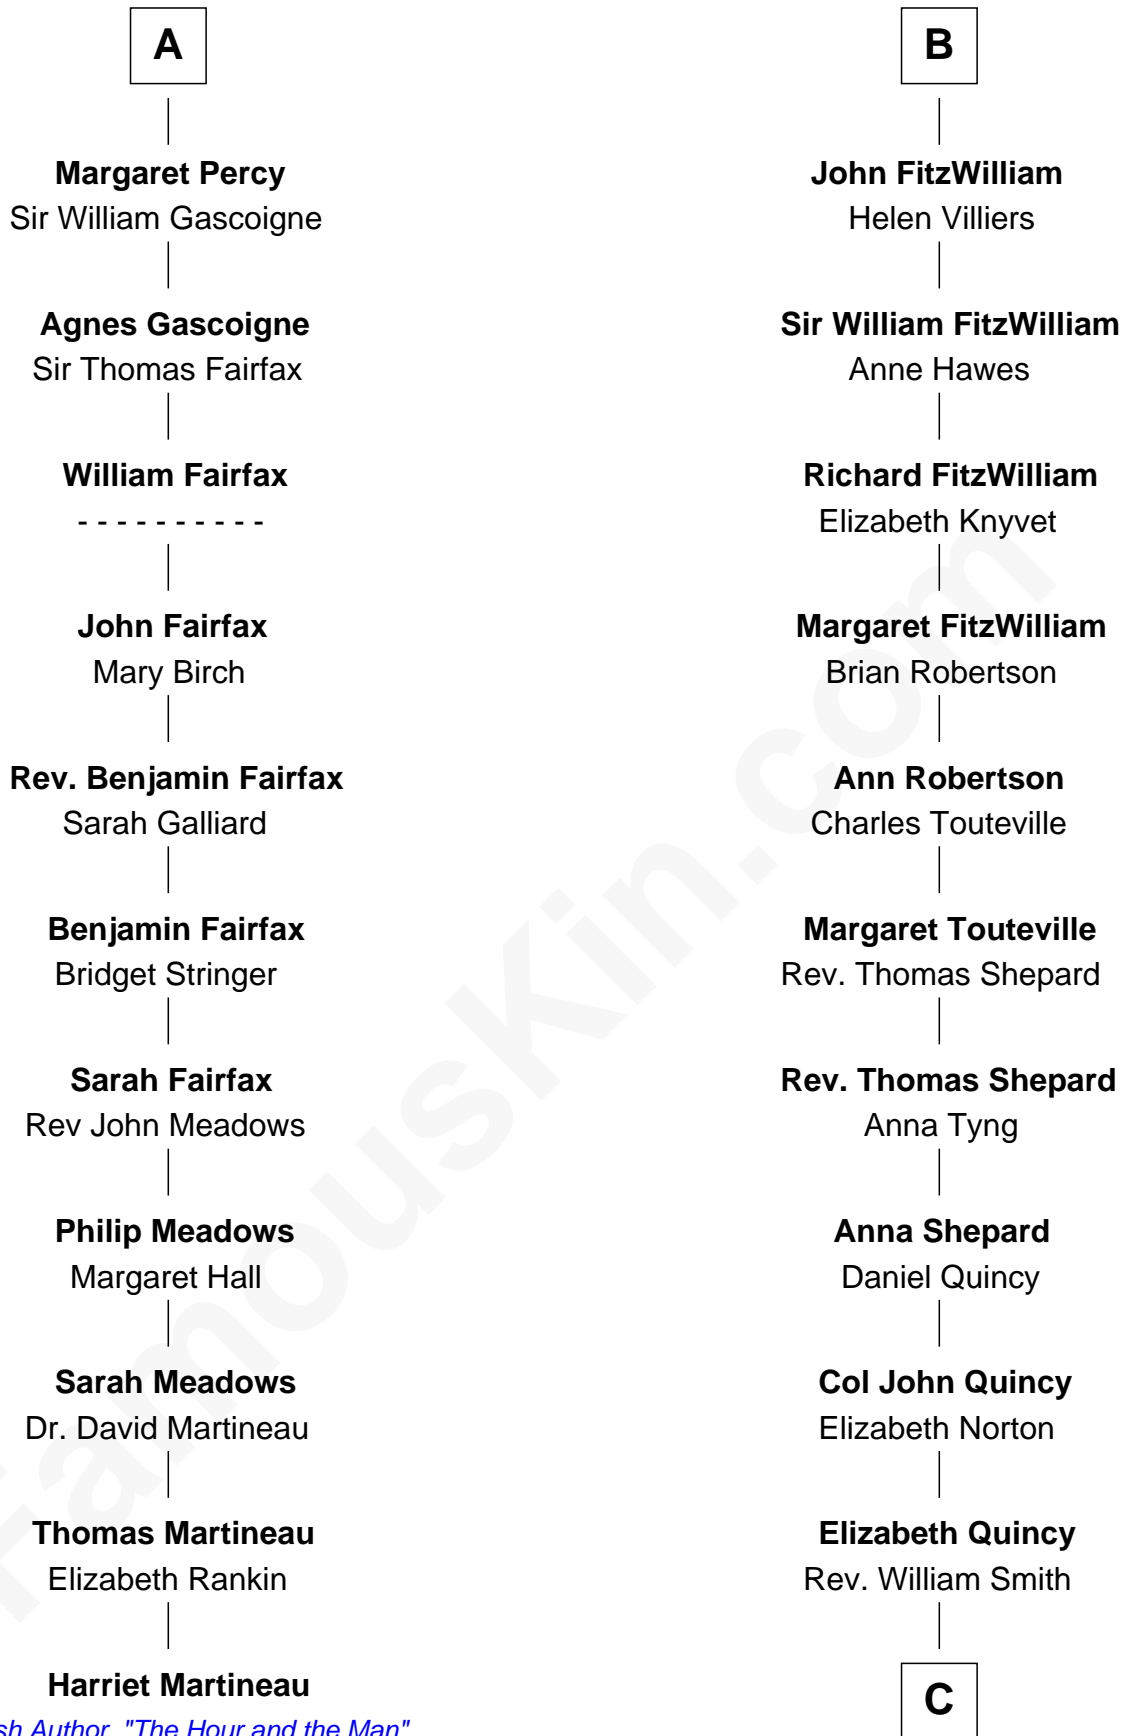 A
Margaret Percy
Sir William Gascoigne
Agnes Gascoigne
Sir Thomas Fairfax
William Fairfax
- - - - - - - - - -
John Fairfax
Mary Birch
Rev. Benjamin Fairfax
Sarah Galliard
Benjamin Fairfax
Bridget Stringer
Sarah Fairfax
Rev John Meadows
Philip Meadows
Margaret Hall
Sarah Meadows
Dr. David Martineau
Thomas Martineau
Elizabeth Rankin
Harriet Martineau
sh Author, "The Hour and the Man"
B
John FitzWilliam
Helen Villiers
Sir William FitzWilliam
Anne Hawes
Richard FitzWilliam
Elizabeth Knyvet
Margaret FitzWilliam
Brian Robertson
Ann Robertson
Charles Touteville
Margaret Touteville
Rev. Thomas Shepard
Rev. Thomas Shepard
Anna Tyng
Anna Shepard
Daniel Quincy
Col John Quincy
Elizabeth Norton
Elizabeth Quincy
Rev. William Smith
C
FamousKin.com